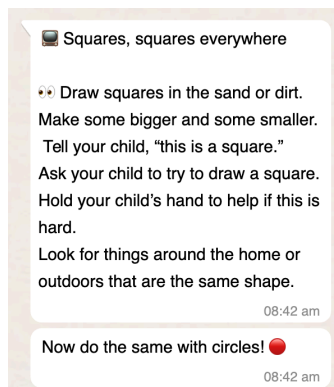 📺 Squares, squares everywhere
👀 Draw squares in the sand or dirt.
Make some bigger and some smaller.
Tell your child, “this is a square.”
Ask your child to try to draw a square.
Hold your child’s hand to help if this is
hard.
Look for things around the home or
outdoors that are the same shape.
08:42 am
Now do the same with circles! 🔴
08:42 am